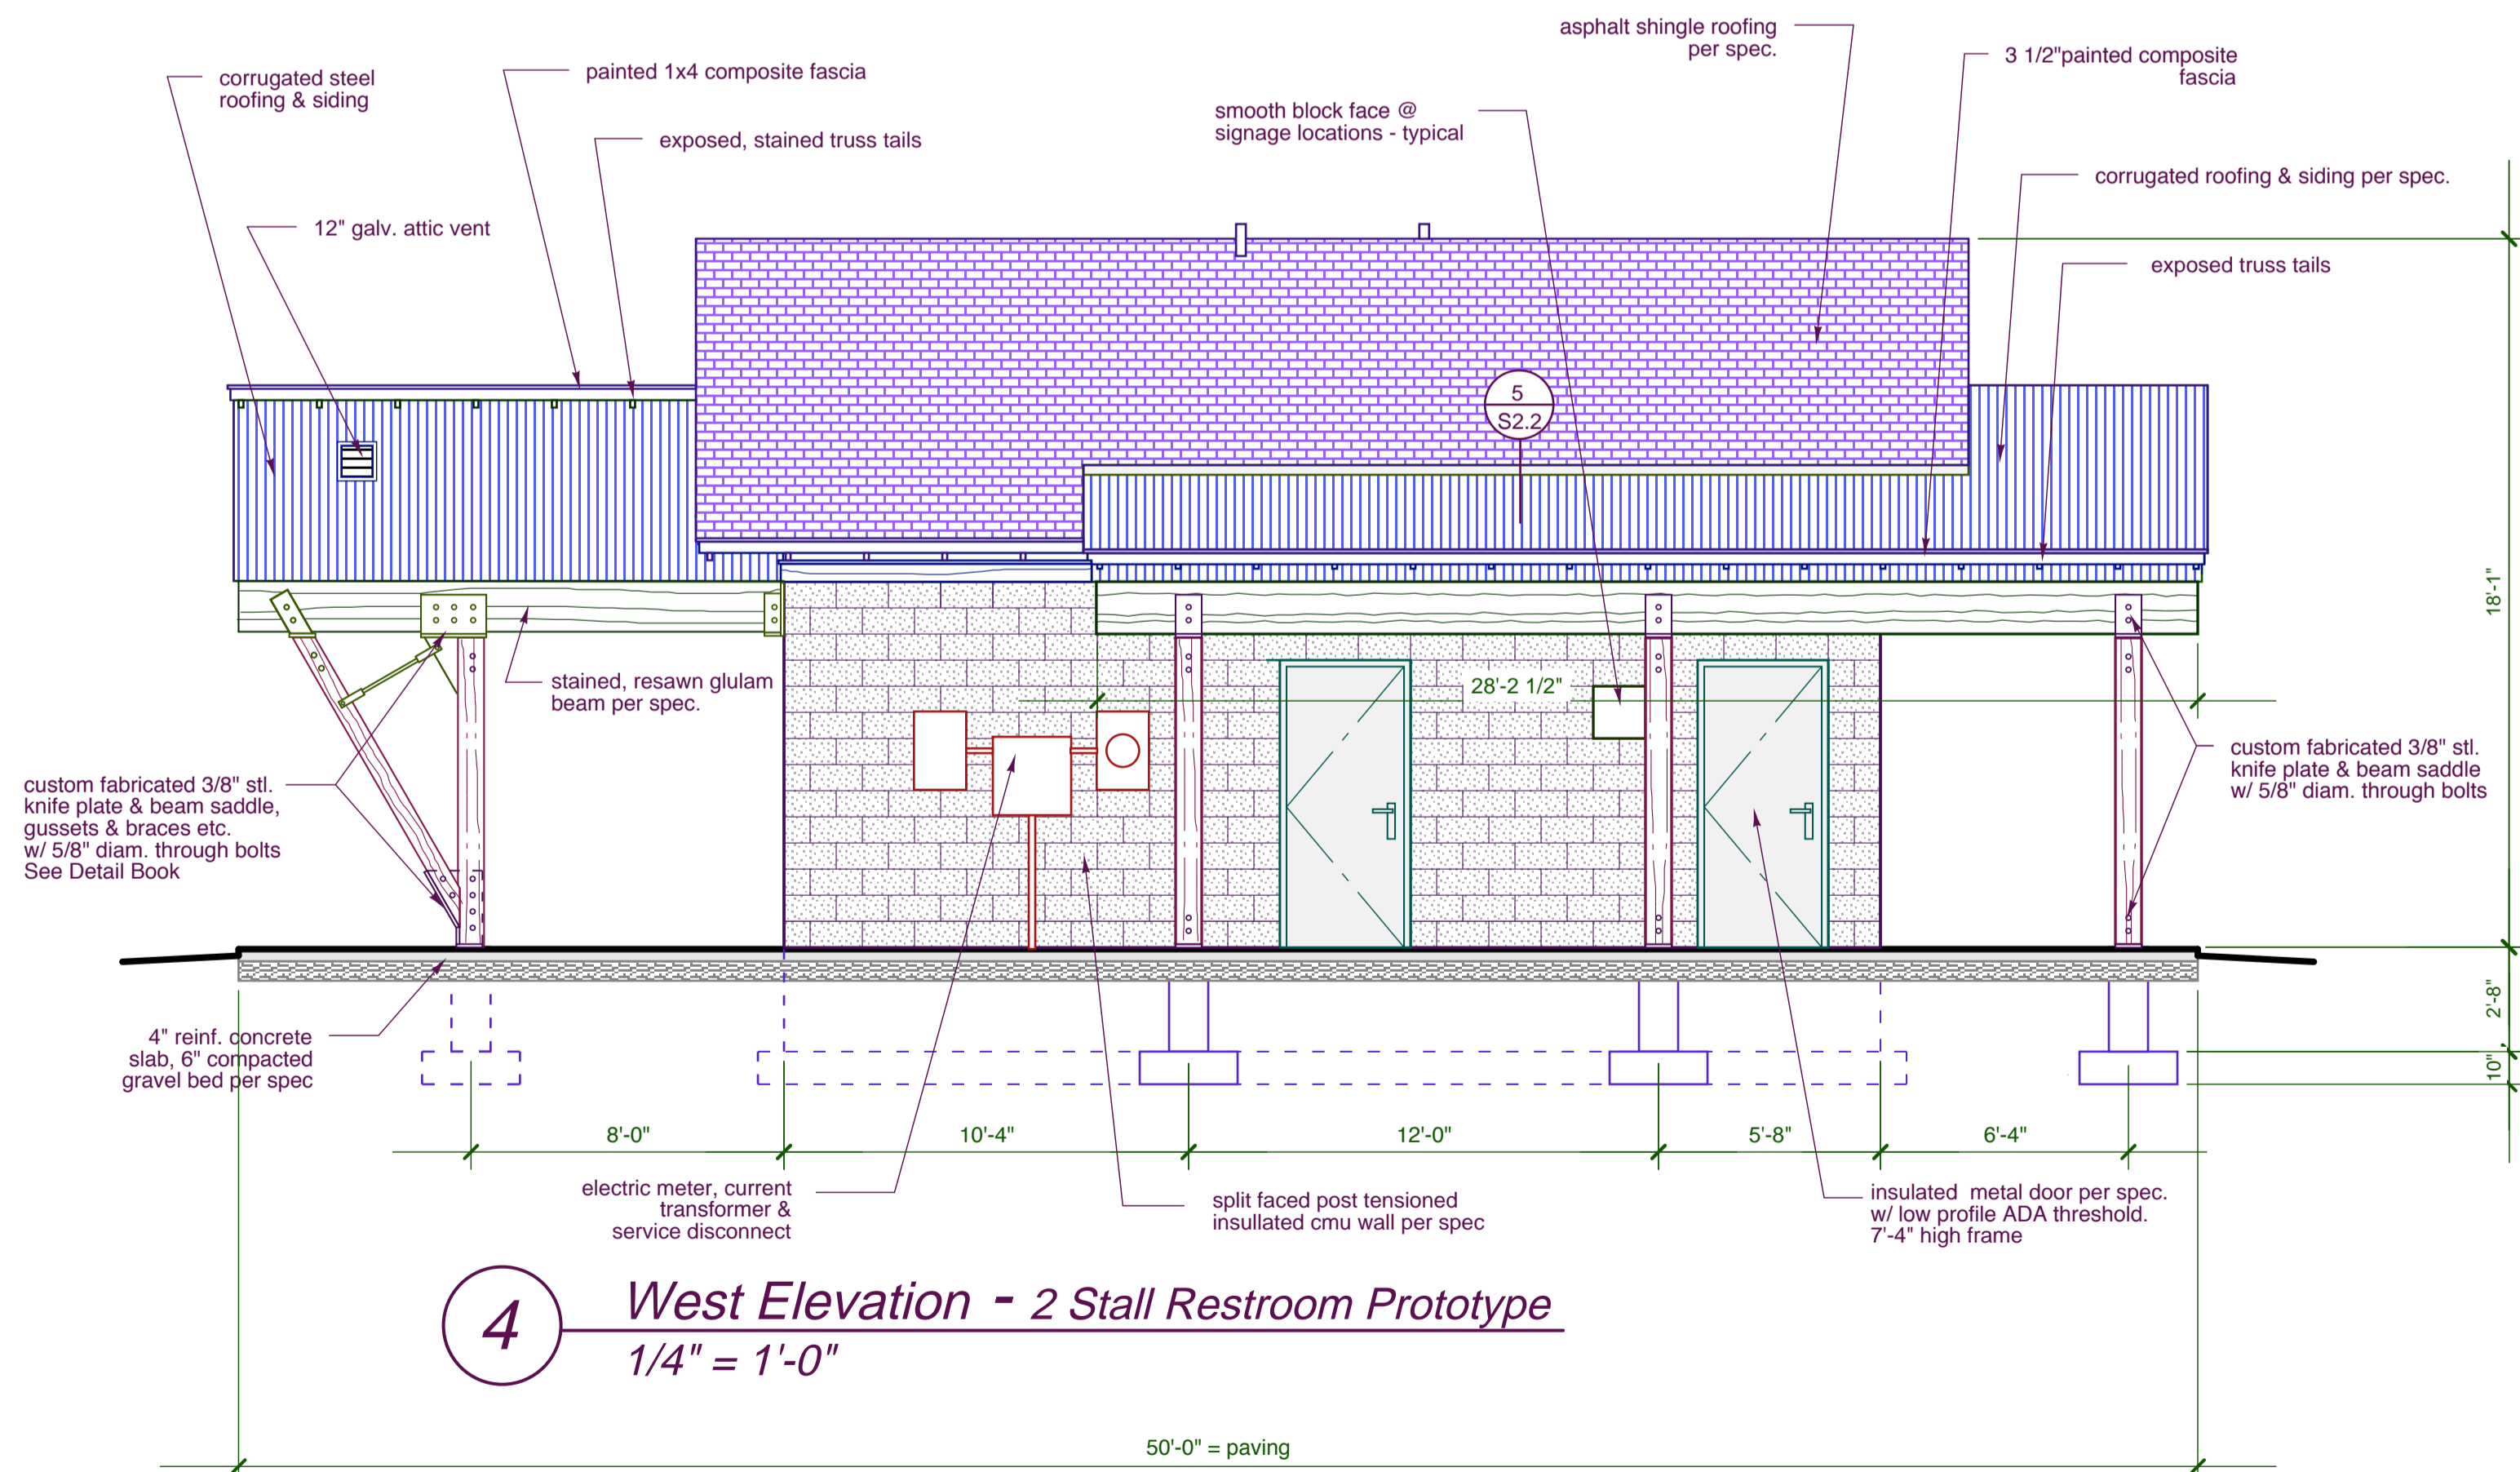 asphalt shingle roofing
per spec.
3 1/2"painted composite
fascia
corrugated steel
roofing & siding
painted 1x4 composite fascia
smooth block face @
signage locations - typical
exposed, stained truss tails
corrugated roofing & siding per spec.
12" galv. attic vent
exposed truss tails
5
S2.2
18'-1"
stained, resawn glulam
beam per spec.
28'-2 1/2"
custom fabricated 3/8" stl.
knife plate & beam saddle,
gussets & braces etc.
w/ 5/8" diam. through bolts
See Detail Book
custom fabricated 3/8" stl.
knife plate & beam saddle
w/ 5/8" diam. through bolts
2'-8"
10"
4" reinf. concrete
slab, 6" compacted
gravel bed per spec
8'-0"
10'-4"
12'-0"
5'-8"
6'-4"
electric meter, current
transformer &
service disconnect
split faced post tensioned
insullated cmu wall per spec
insulated metal door per spec.
w/ low profile ADA threshold.
7'-4" high frame
4
West Elevation - 2 Stall Restroom Prototype
1/4" = 1'-0"
50'-0" = paving